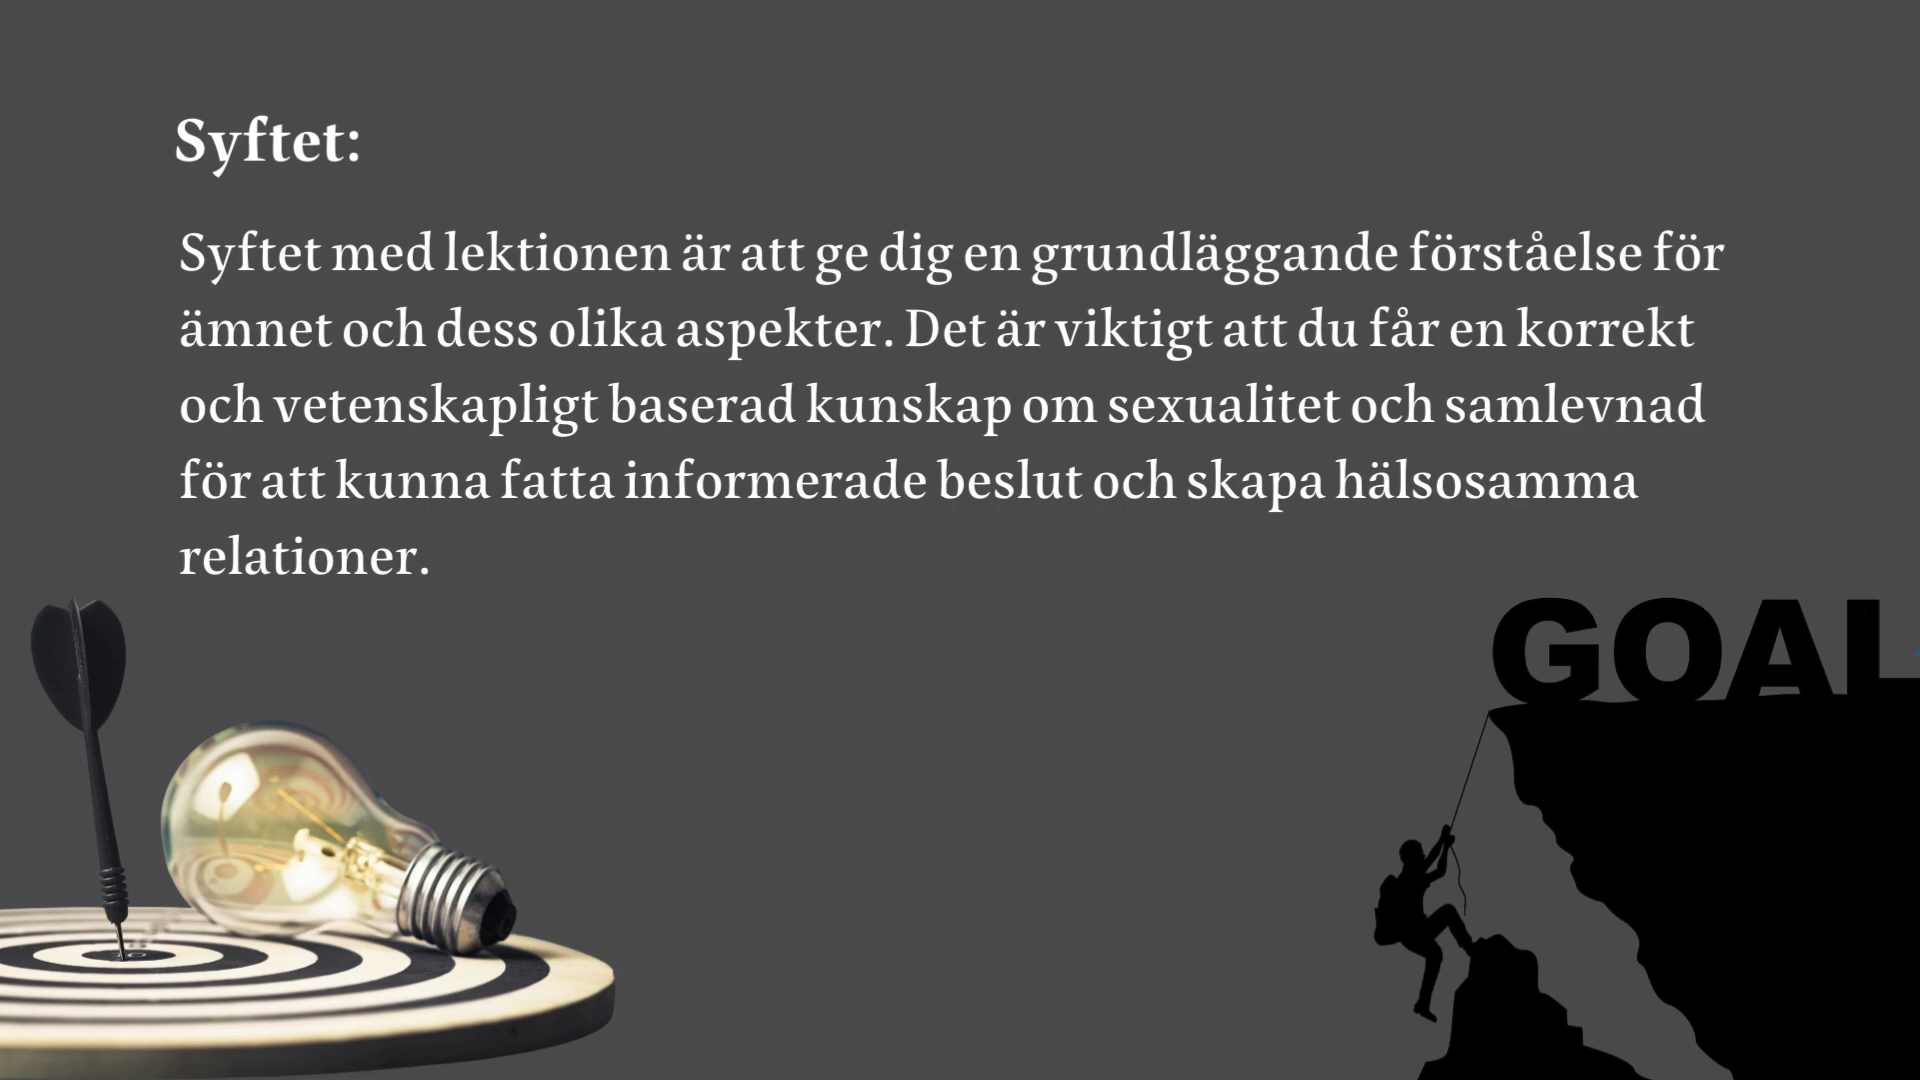 Syftet:
Syftet med lektionen är att ge dig en grundläggande förståelse för
ämnet och dess olika aspekter. Det är viktigt att du får en korrekt
och vetenskapligt baserad kunskap om sexualitet och samlevnad
för att kunna fatta informerade beslut och skapa hälsosamma
relationer.
GOAL